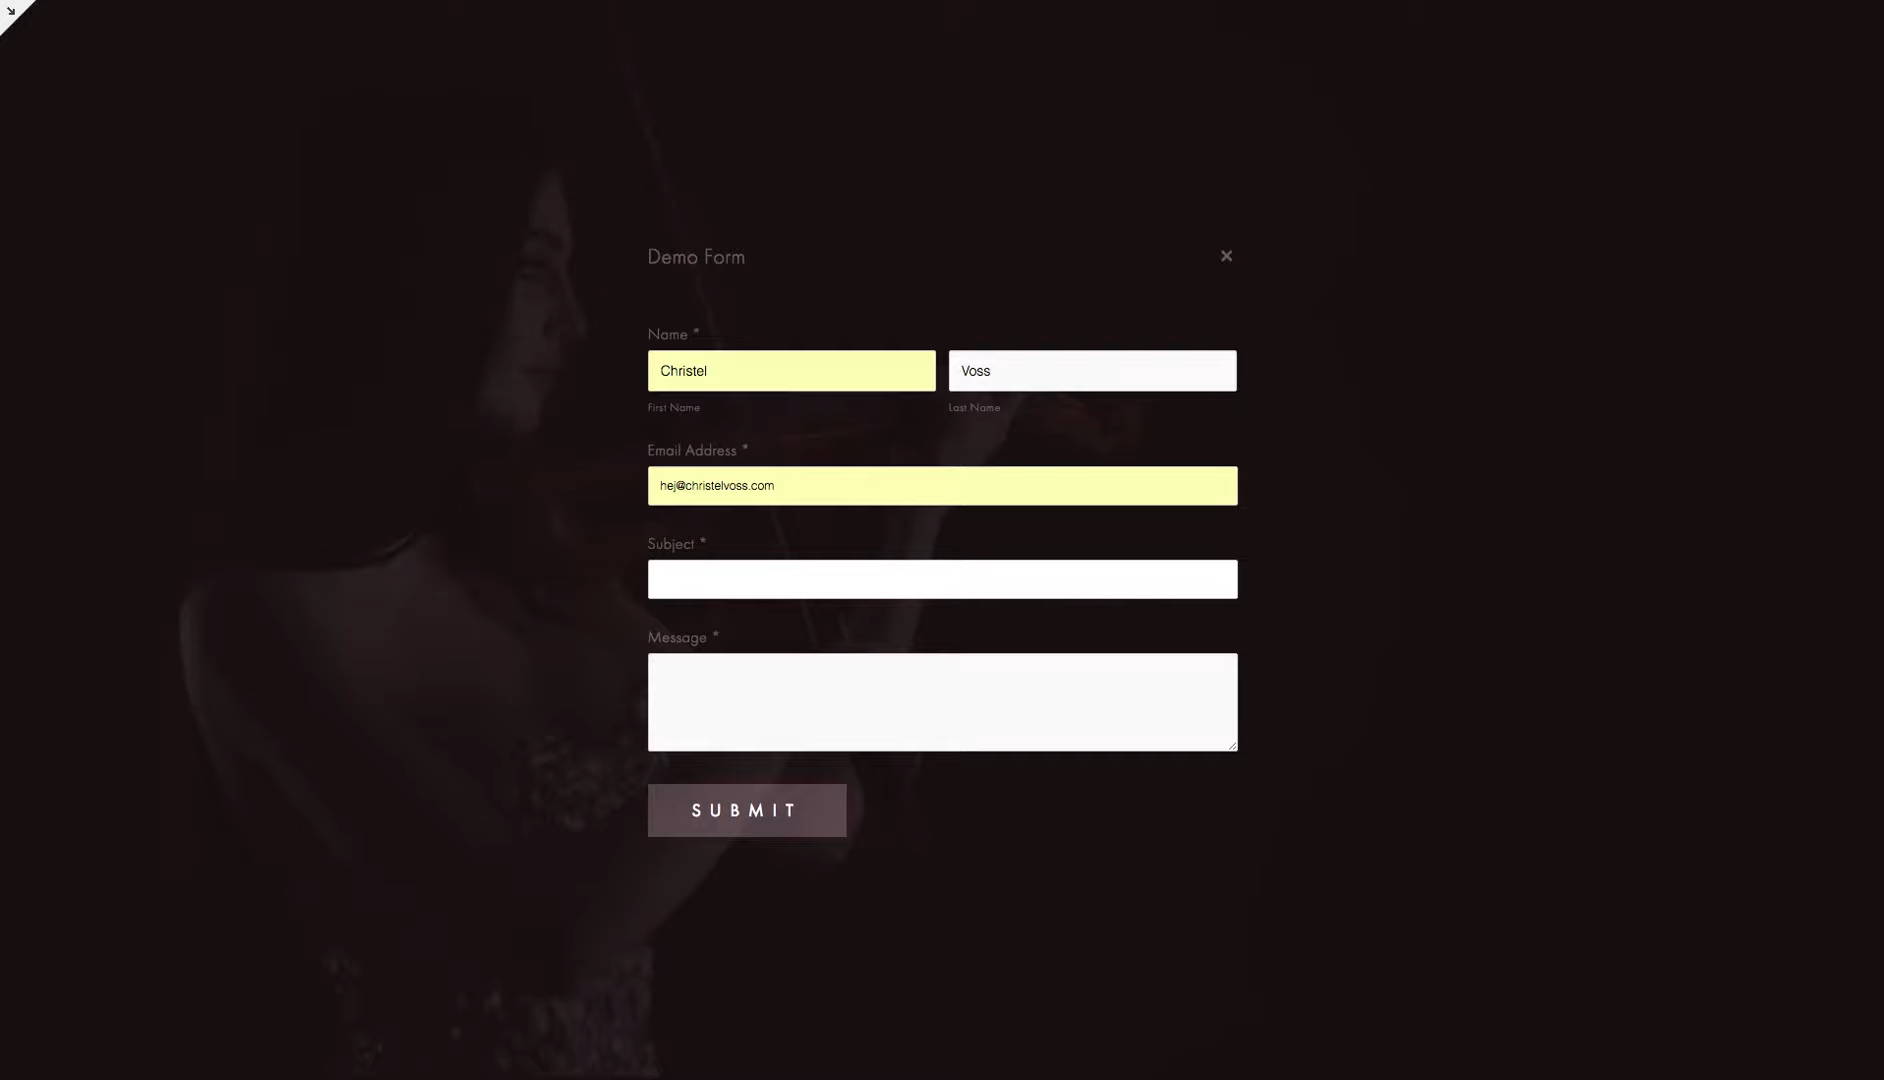 Demo Form
Name *
Christel Voss
First Name Last Name
Email Address *
hej@christelvoss.com
Subject *
Message *
SUBMIT